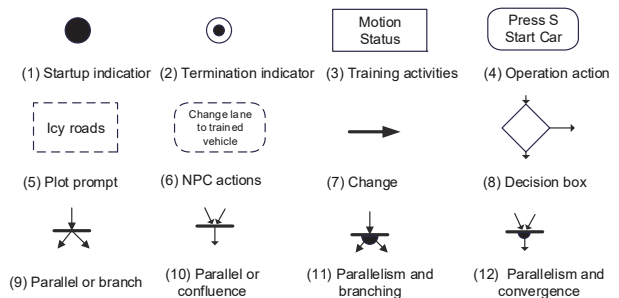 Motion
Status
Press S
Start Car
(1) Startup indicatior
(2) Termination indicator
(3) Training activities
(4) Operation action
Icy roads
Change lane
to trained
vehicle
(5) Plot prompt
(6) NPC actions
(7) Change
(8) Decision box
(9) Parallel or branch
(10) Parallel or
confluence
(11) Parallelism and
branching
(12) Parallelism and
convergence